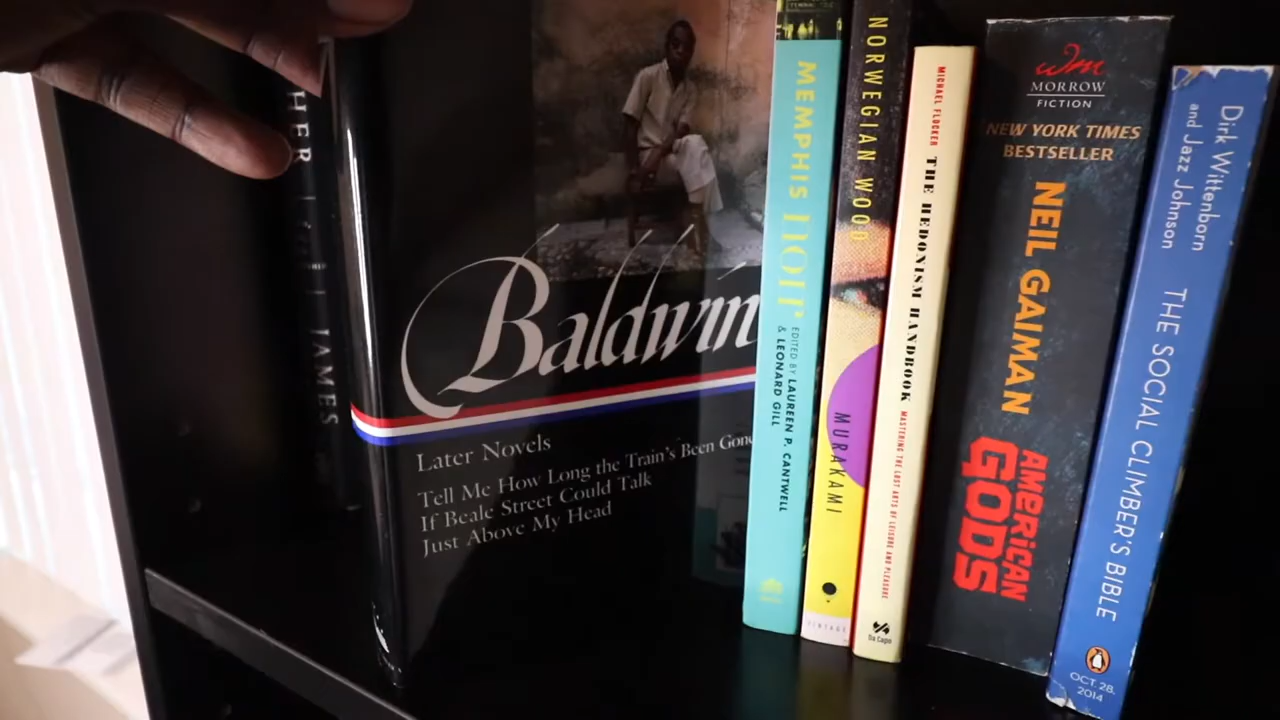 HER
JAMES
Baldwin
Later Novels
Tell Me How Long the Train's Been Gone
If Beale Street Could Talk
Just Above My Head
MEMPHIS NOIR
EDITED BY LAUREEN P. CANTWELL
& LEONARD GILL
NORWEGIAN WOOD
MURAKAMI
VINTAGE
MICHAEL FLOCKER
THE HEDONISM HANDBOOK
MASTERING THE LOST ARTS OF LEISURE AND PLEASURE
Da Capo
WM
MORROW
FICTION
NEW YORK TIMES
BESTSELLER
NEIL GAIMAN
AMERICAN
GODS
Dirk Wittenborn
and Jazz Johnson
THE SOCIAL CLIMBER'S BIBLE
OCT. 28,
2014